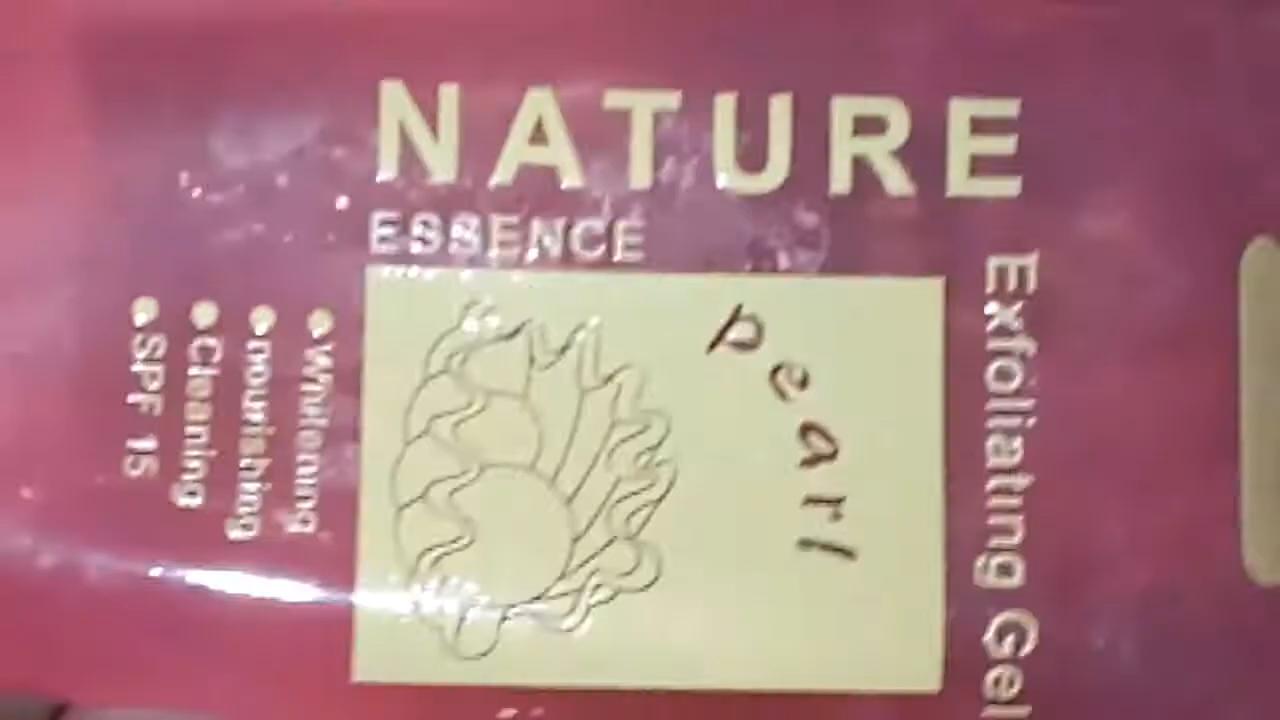 NATURE
ESSENCE
Exfoliating Gel
pearl
Whitening
nourishing
Cleaning
SPF 15